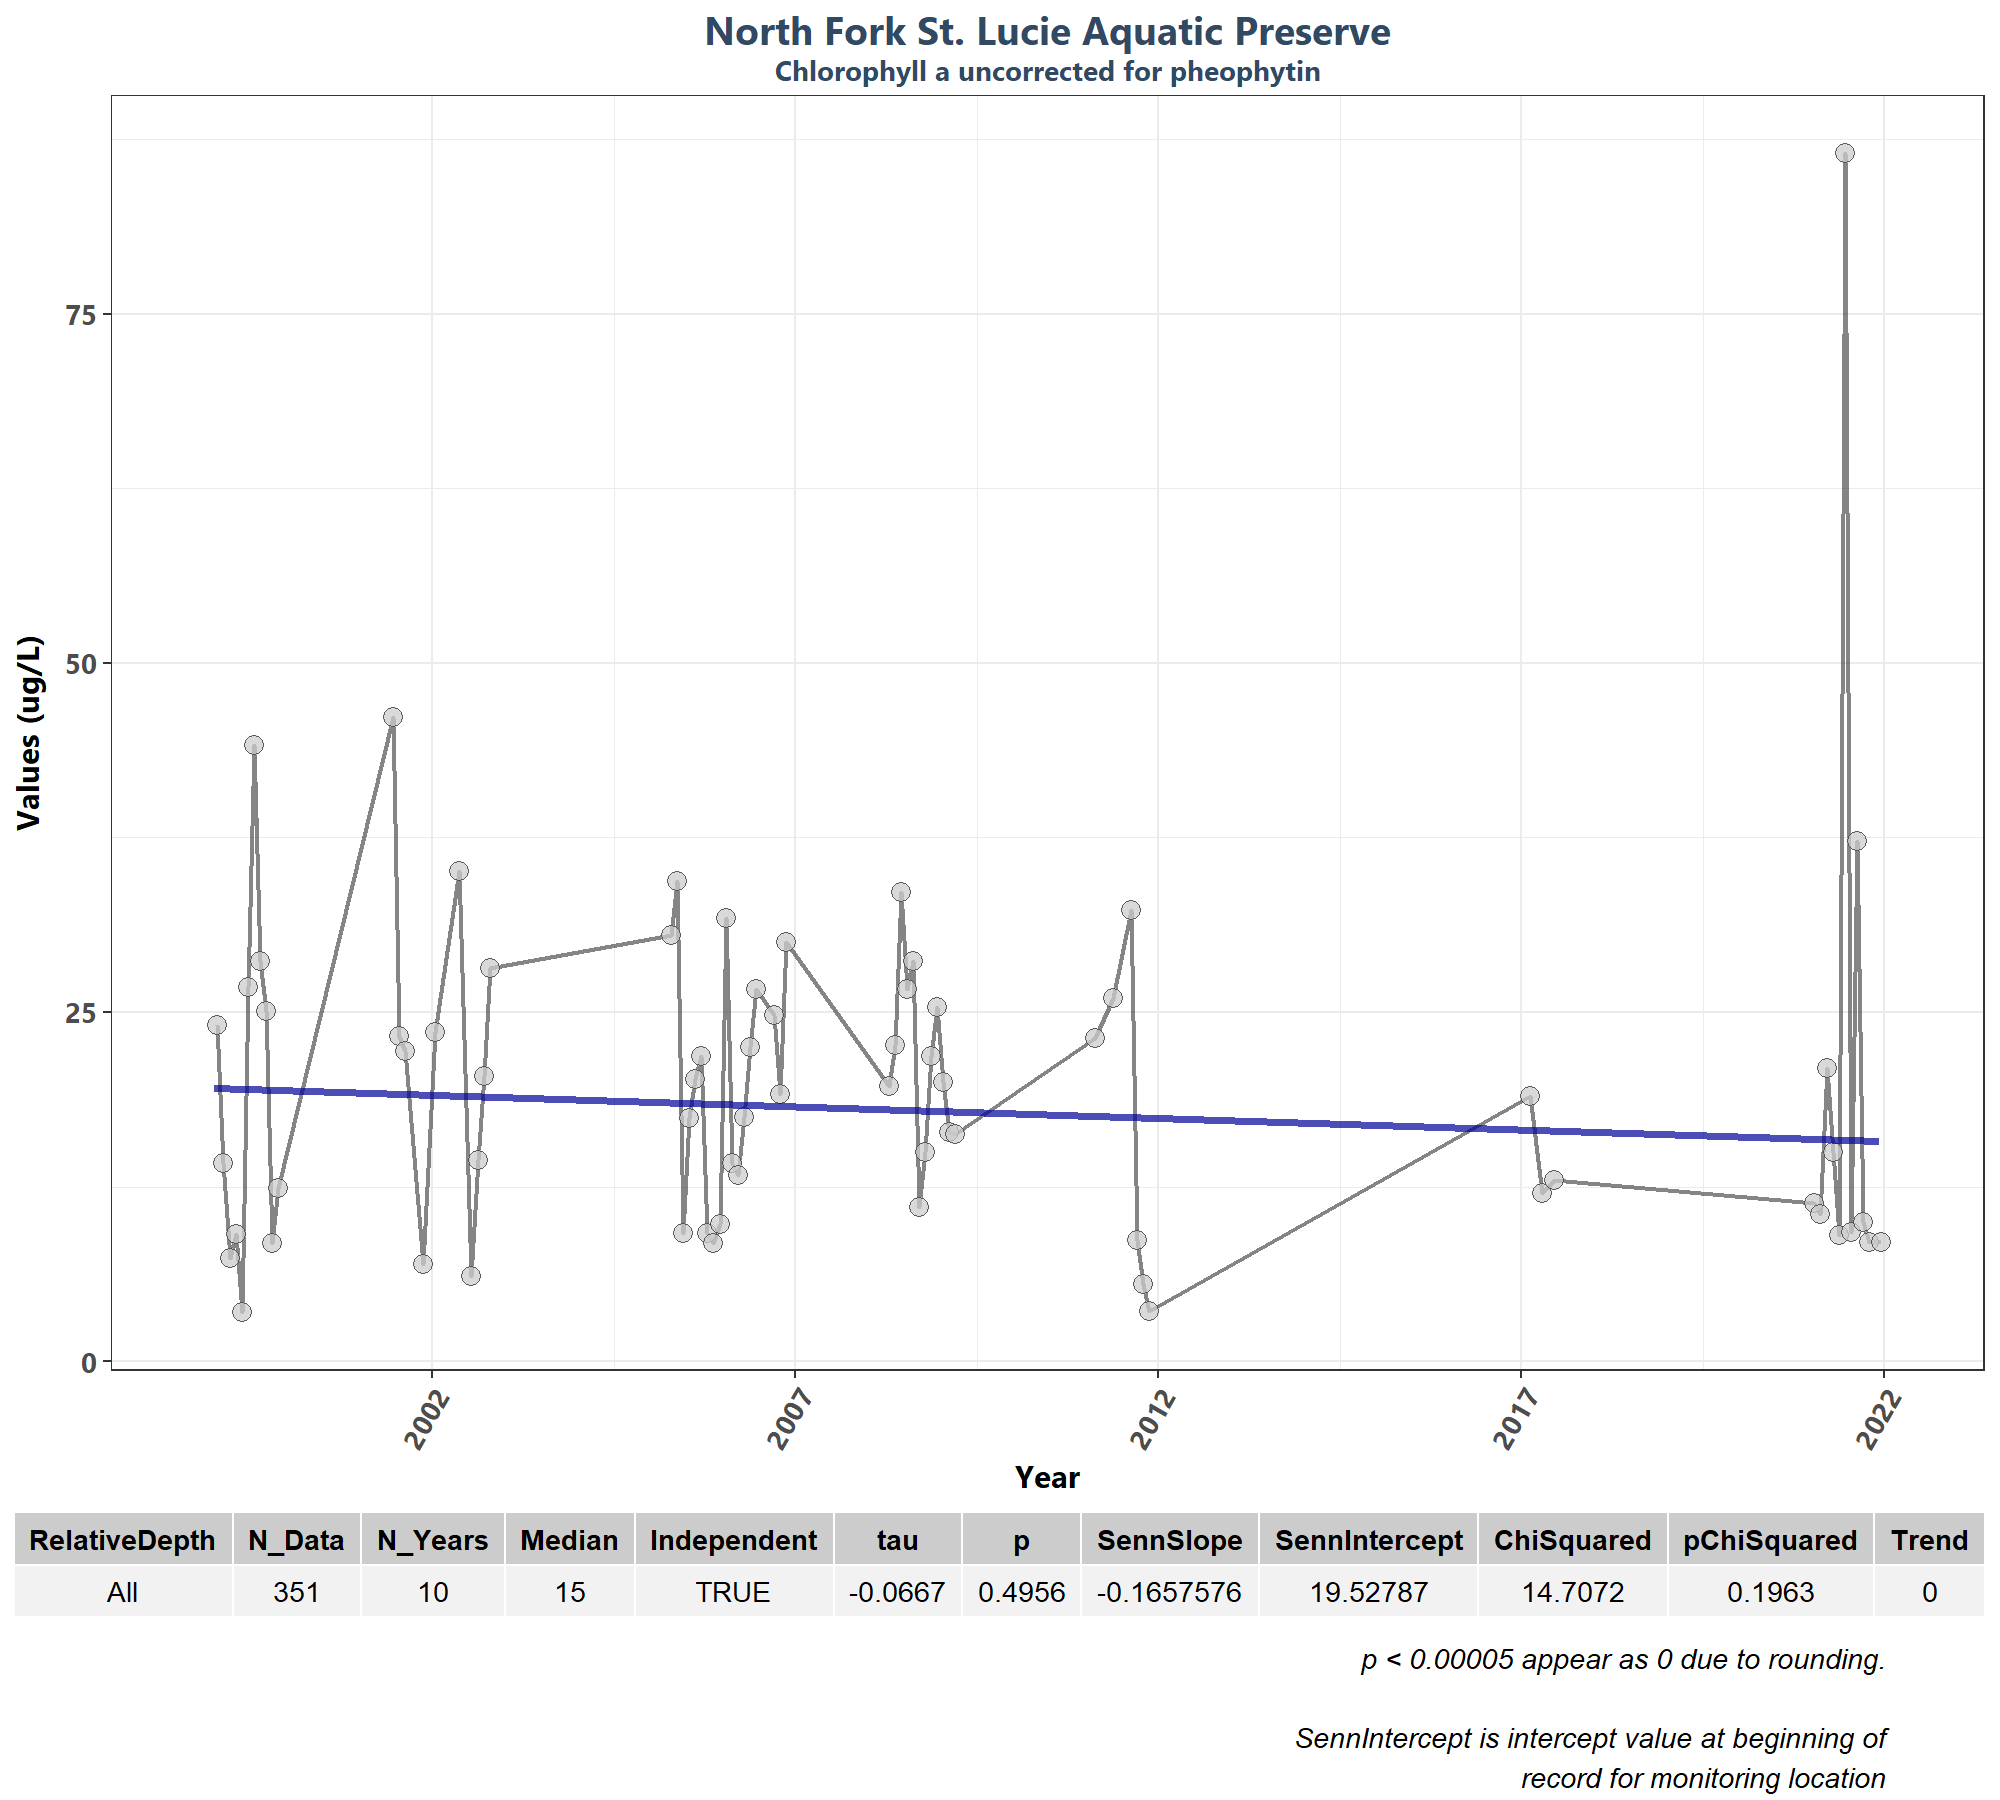 North Fork St. Lucie Aquatic Preserve
Chlorophyll a uncorrected for pheophytin
Values (ug/L)
75
50
25
0
2002 2007 2012 2017 2022
Year
RelativeDepth N_Data N_Years Median Independent tau p SennSlope SennIntercept ChiSquared pChiSquared Trend
All 351 10 15 TRUE -0.0667 0.4956 -0.1657576 19.52787 14.7072 0.1963 0
p < 0.00005 appear as 0 due to rounding.
SennIntercept is intercept value at beginning of
record for monitoring location